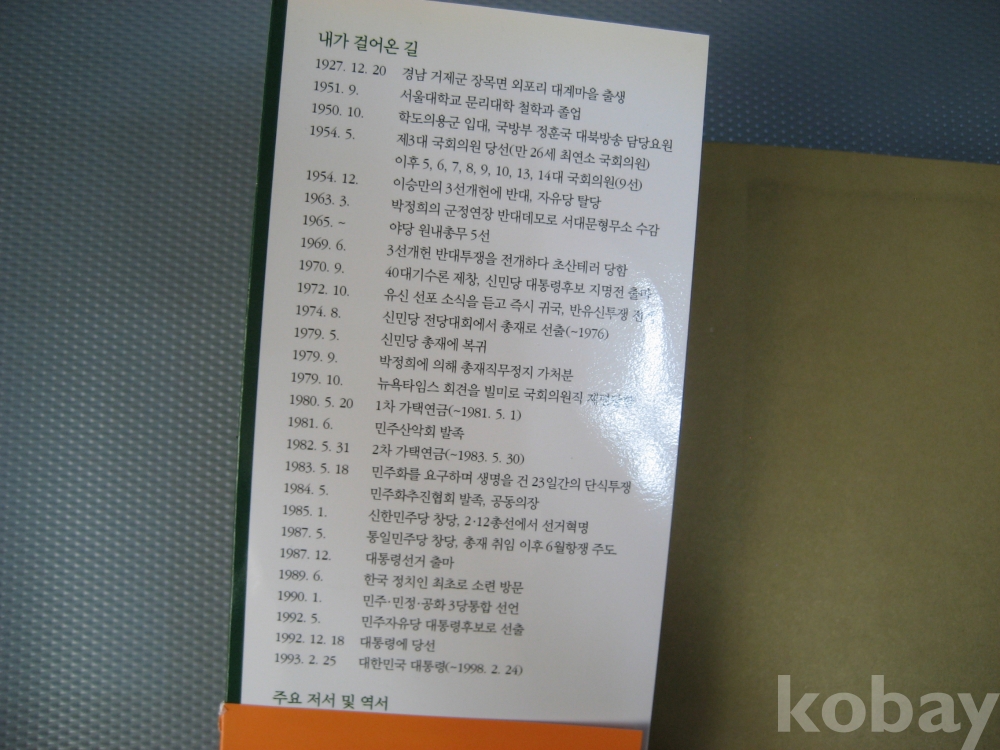 내가 걸어온 길
1927. 12. 20 경남 거제군 장목면 외포리 대계마을 출생
1951. 9. 서울대학교 문리대학 철학과 졸업
1950. 10. 학도의용군 입대, 국방부 정훈국 대북방송 담당요원
1954. 5. 제3대 국회의원 당선(만 26세 최연소 국회의원)
이후 5, 6, 7, 8, 9, 10, 13, 14대 국회의원(9선)
1954. 12. 이승만의 3선개헌에 반대, 자유당 탈당
1963. 3. 박정희의 군정연장 반대데모로 서대문형무소 수감
1965. ~ 야당 원내총무 5선
1969. 6. 3선개헌 반대투쟁을 전개하다 초산테러 당함
1970. 9. 40대기수론 제창, 신민당 대통령후보 지명전 출마
1972. 10. 유신 선포 소식을 듣고 즉시 귀국, 반유신투쟁
1974. 8. 신민당 전당대회에서 총재로 선출(~1976)
1979. 5. 신민당 총재에 복귀
1979. 9. 박정희에 의해 총재직무정지 가처분
1979. 10. 뉴욕타임스 회견을 빌미로 국회의원직
1980. 5. 20 1차 가택연금(~1981. 5. 1)
1981. 6. 민주산악회 발족
1982. 5. 31 2차 가택연금(~1983. 5. 30)
1983. 5. 18 민주화를 요구하며 생명을 건 23일간의 단식투쟁
1984. 5. 민주화추진협회 발족, 공동의장
1985. 1. 신한민주당 창당, 2·12총선에서 선거혁명
1987. 5. 통일민주당 창당, 총재 취임 이후 6월항쟁 주도
1987. 12. 대통령선거 출마
1989. 6. 한국 정치인 최초로 소련 방문
1990. 1. 민주·민정·공화 3당통합 선언
1992. 5. 민주자유당 대통령후보로 선출
1992. 12. 18 대통령에 당선
1993. 2. 25 대한민국 대통령(~1998. 2. 24)
주요 저서 및 역서
kobay